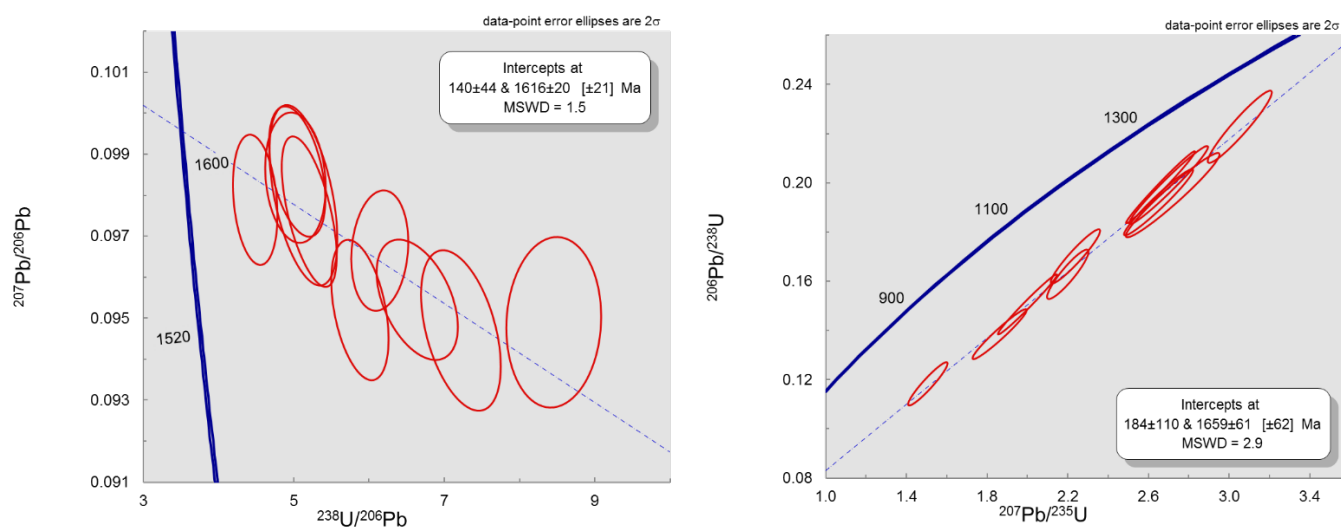 data-point error ellipses are 2σ
Intercepts at
140±44 & 1616±20 [±21] Ma
MSWD = 1.5
0.101
0.099
0.097
0.095
0.093
0.091
1600
1520
3
5
7
9
²⁰⁷Pb/²⁰⁶Pb
²³⁸U/²⁰⁶Pb
data-point error ellipses are 2σ
0.24
0.20
0.16
0.12
0.08
1300
1100
900
Intercepts at
184±110 & 1659±61 [±62] Ma
MSWD = 2.9
1.0
1.4
1.8
2.2
2.6
3.0
3.4
²⁰⁶Pb/²³⁸U
²⁰⁷Pb/²³⁵U